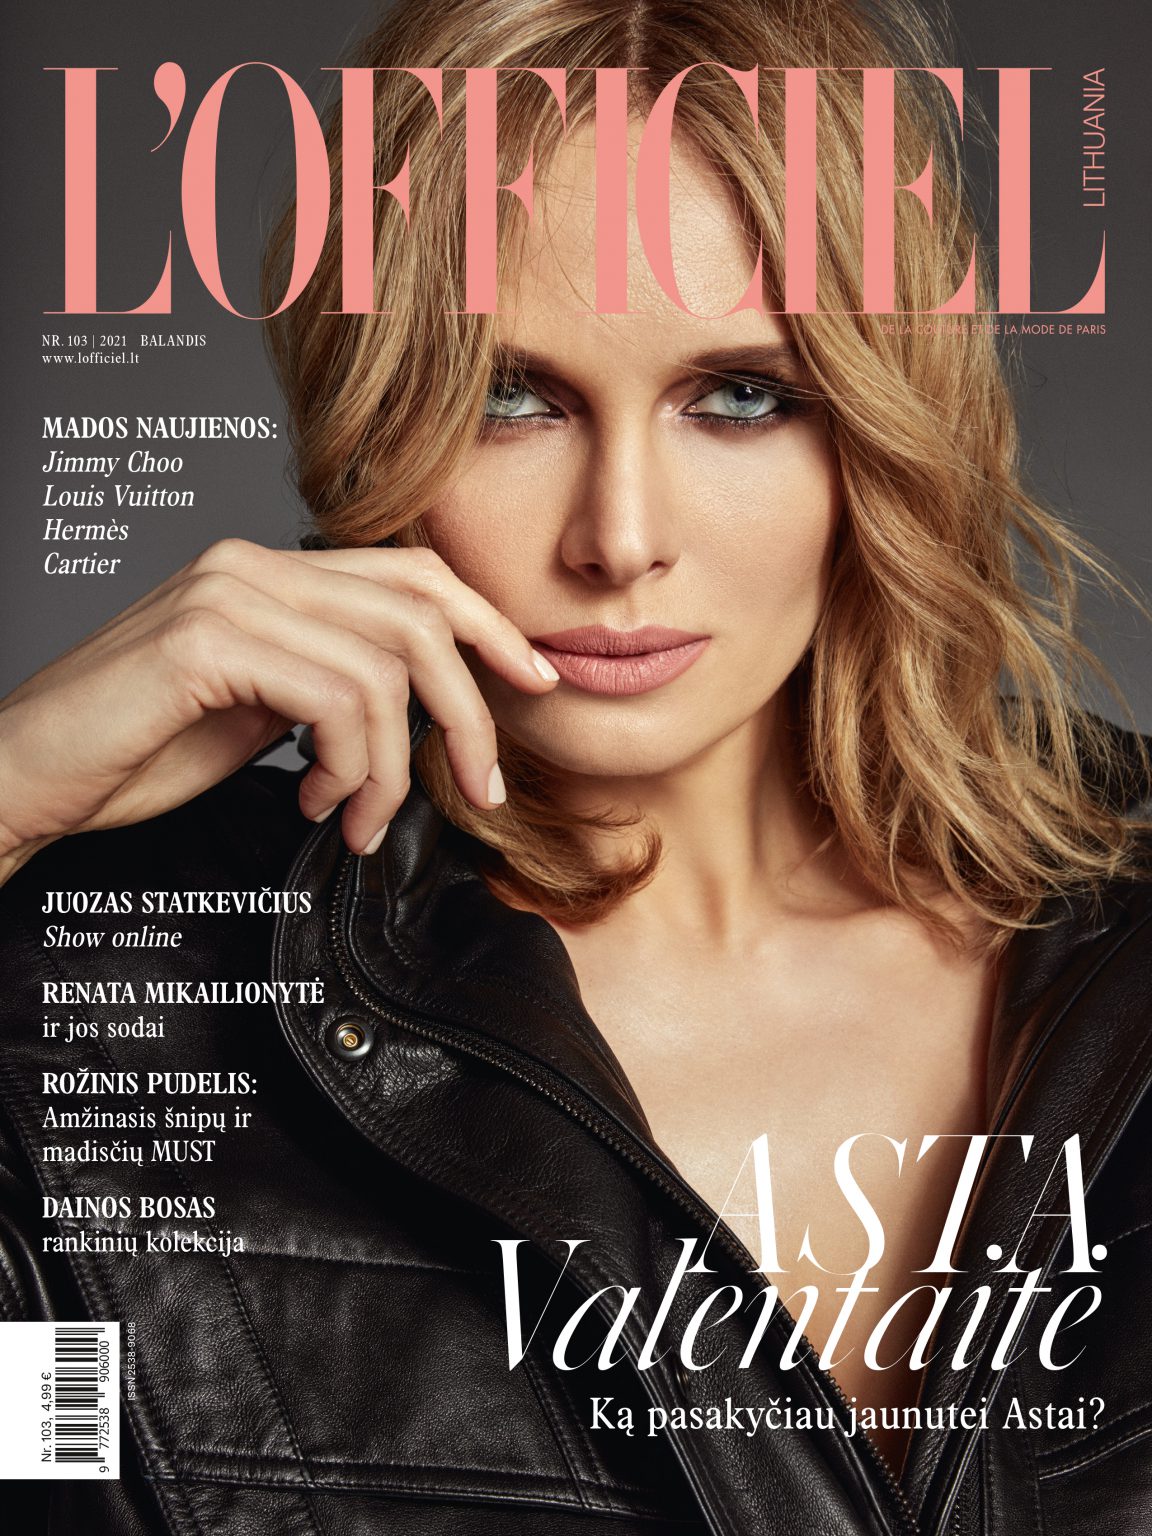 L'OFFICIEL
LITHUANIA
DE LA COUTURE ET DE LA MODE DE PARIS
NR. 103 | 2021 BALANDIS
www.lofficiel.lt
MADOS NAUJIENOS:
Jimmy Choo
Louis Vuitton
Hermès
Cartier
JUOZAS STATKEVIČIUS
Show online
RENATA MIKAILIONYTĖ
ir jos sodai
ROŽINIS PUDELIS:
Amžinasis šnipų ir
madisčių MUST
DAINOS BOSAS
rankinių kolekcija
ASTA
Valentaitė
Ką pasakyčiau jaunutei Astai?
Nr. 103, 4,99 €
9 772538 906000
ISSN 2538-9068